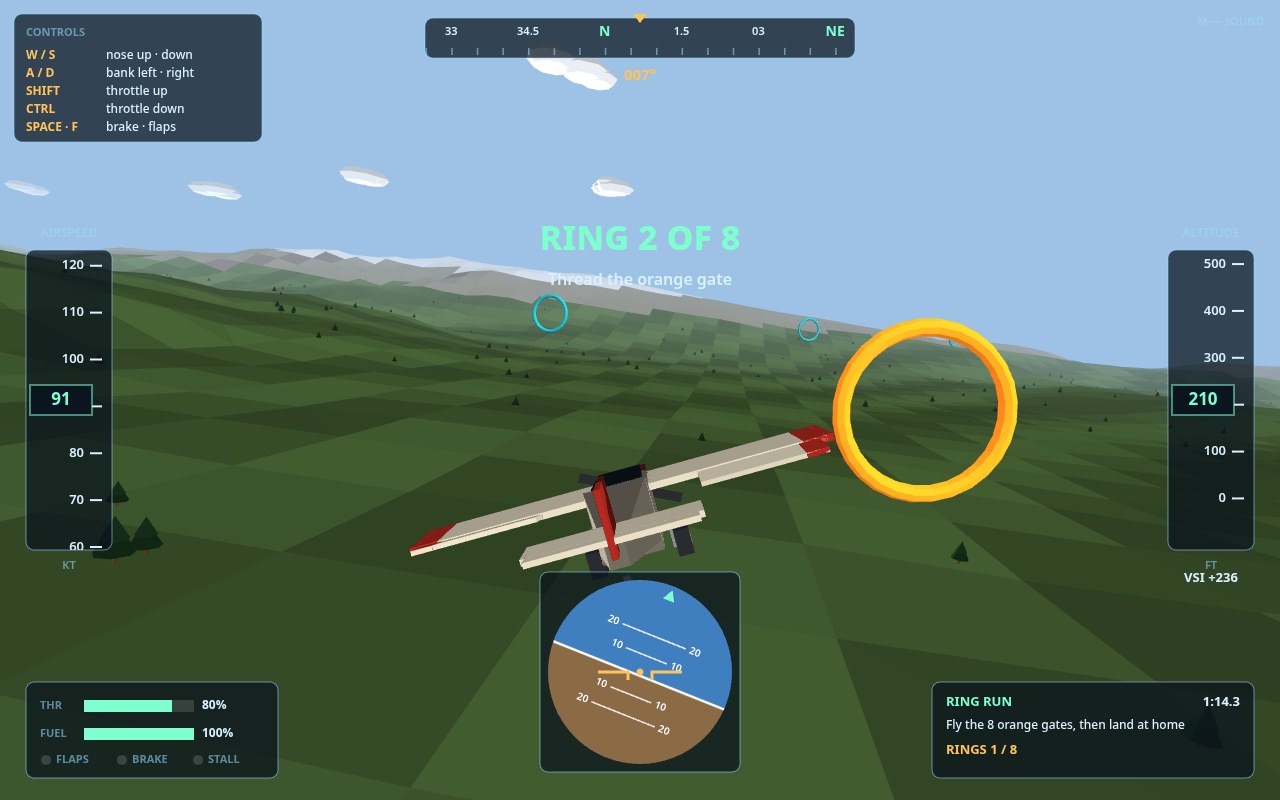 CONTROLS
W / S nose up · down
A / D bank left · right
SHIFT throttle up
CTRL throttle down
SPACE · F brake · flaps
33 34.5 N 1.5 03 NE
007°
M — SOUND
RING 2 OF 8
Thread the orange gate
AIRSPEED
120
110
100
91
80
70
60
KT
ALTITUDE
500
400
300
210
100
0
FT
VSI +236
20 20
10 10
10 10
20 20
THR 80%
FUEL 100%
FLAPS BRAKE STALL
RING RUN 1:14.3
Fly the 8 orange gates, then land at home
RINGS 1 / 8